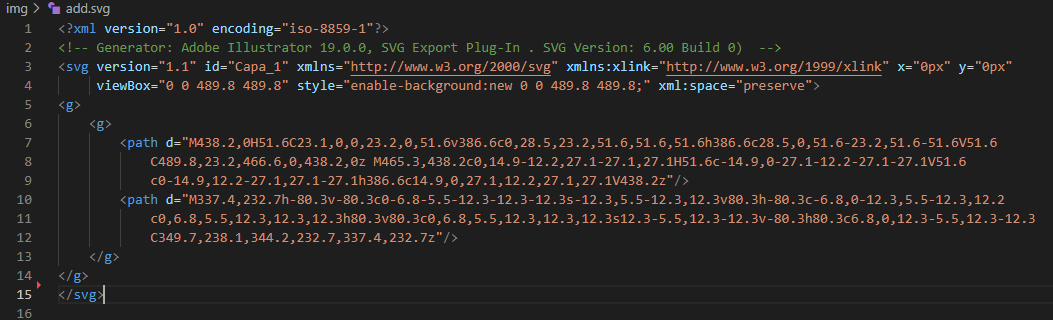 img > add.svg
1 <?xml version="1.0" encoding="iso-8859-1"?>
2 <!-- Generator: Adobe Illustrator 19.0.0, SVG Export Plug-In . SVG Version: 6.00 Build 0)  -->
3 <svg version="1.1" id="Capa_1" xmlns="http://www.w3.org/2000/svg" xmlns:xlink="http://www.w3.org/1999/xlink" x="0px" y="0px"
4 viewBox="0 0 489.8 489.8" style="enable-background:new 0 0 489.8 489.8;" xml:space="preserve">
5 <g>
6 <g>
7 <path d="M438.2,0H51.6C23.1,0,0,23.2,0,51.6v386.6c0,28.5,23.2,51.6,51.6,51.6h386.6c28.5,0,51.6-23.2,51.6-51.6V51.6
8 C489.8,23.2,466.6,0,438.2,0z M465.3,438.2c0,14.9-12.2,27.1-27.1,27.1H51.6c-14.9,0-27.1-12.2-27.1-27.1V51.6
9 c0-14.9,12.2-27.1,27.1-27.1h386.6c14.9,0,27.1,12.2,27.1,27.1V438.2z"/>
10 <path d="M337.4,232.7h-80.3v-80.3c0-6.8-5.5-12.3-12.3-12.3s-12.3,5.5-12.3,12.3v80.3h-80.3c-6.8,0-12.3,5.5-12.3,12.2
11 c0,6.8,5.5,12.3,12.3,12.3h80.3v80.3c0,6.8,5.5,12.3,12.3,12.3s12.3-5.5,12.3-12.3v-80.3h80.3c6.8,0,12.3-5.5,12.3-12.3
12 C349.7,238.1,344.2,232.7,337.4,232.7z"/>
13 </g>
14 </g>
15 </svg>
16